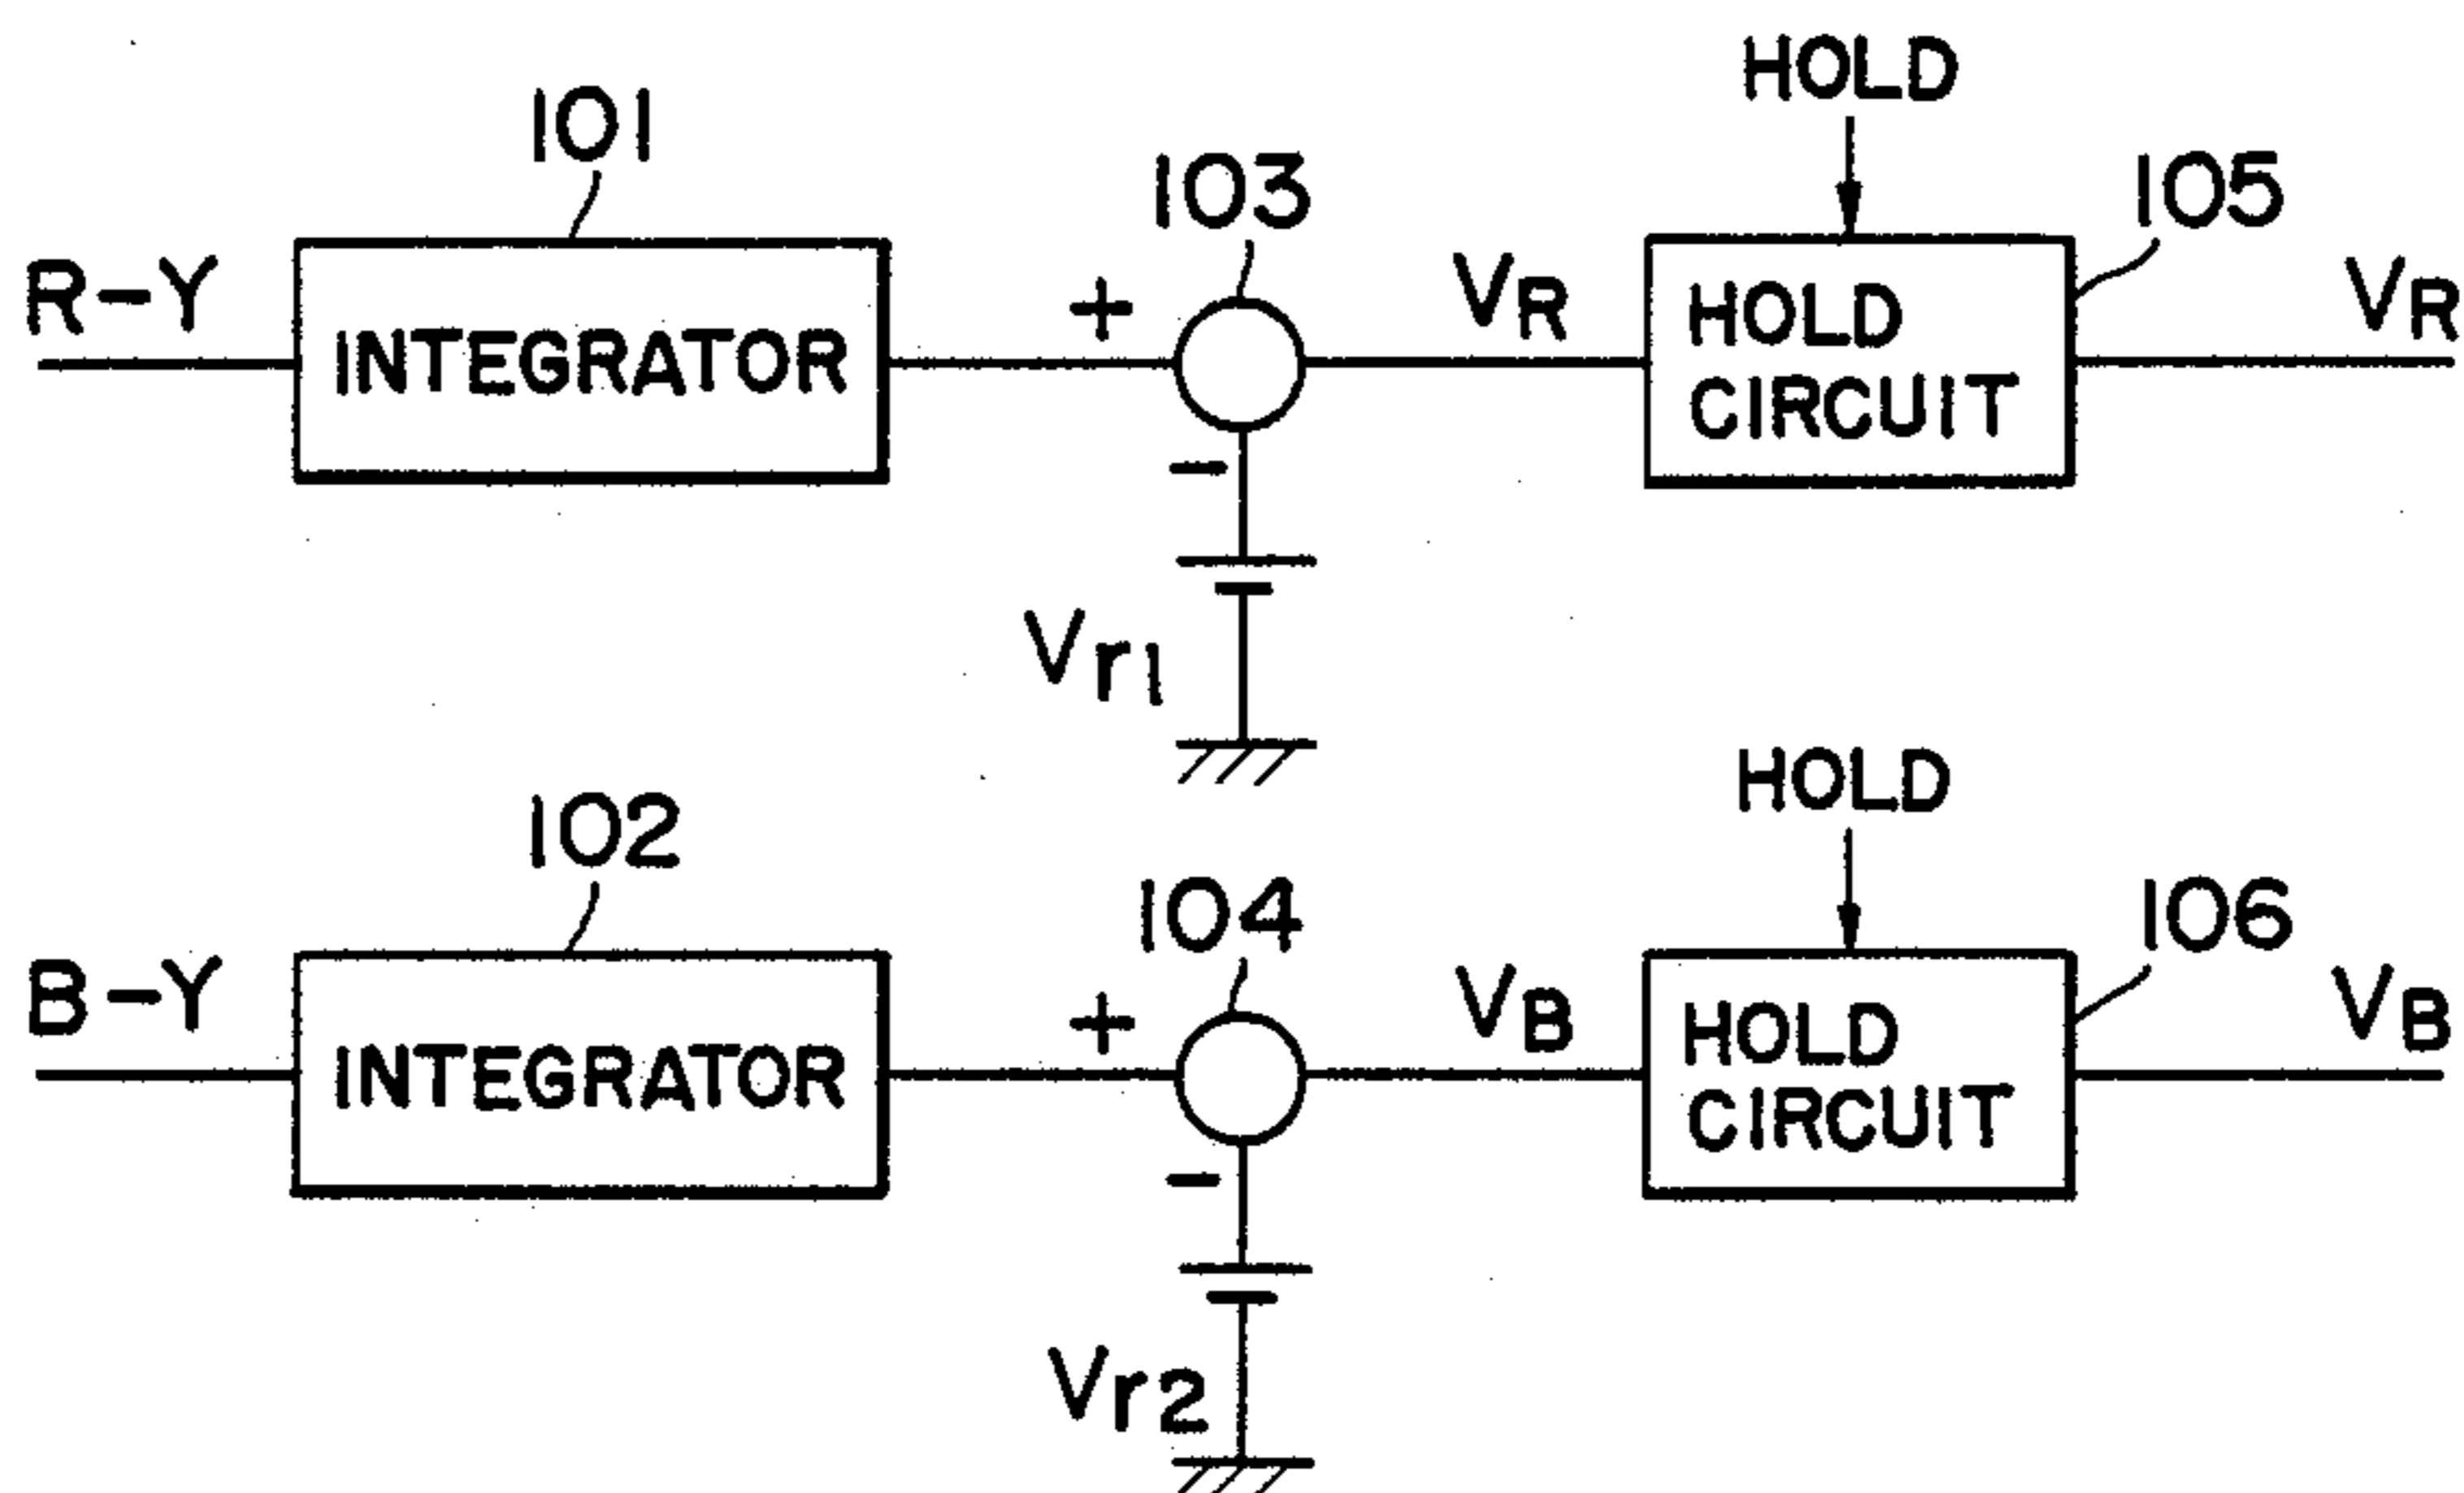 HOLD
101
103
105
R-Y
INTEGRATOR
+
VR
HOLD
CIRCUIT
VR
-
Vr1
HOLD
102
104
106
B-Y
INTEGRATOR
+
VB
HOLD
CIRCUIT
VB
-
Vr2